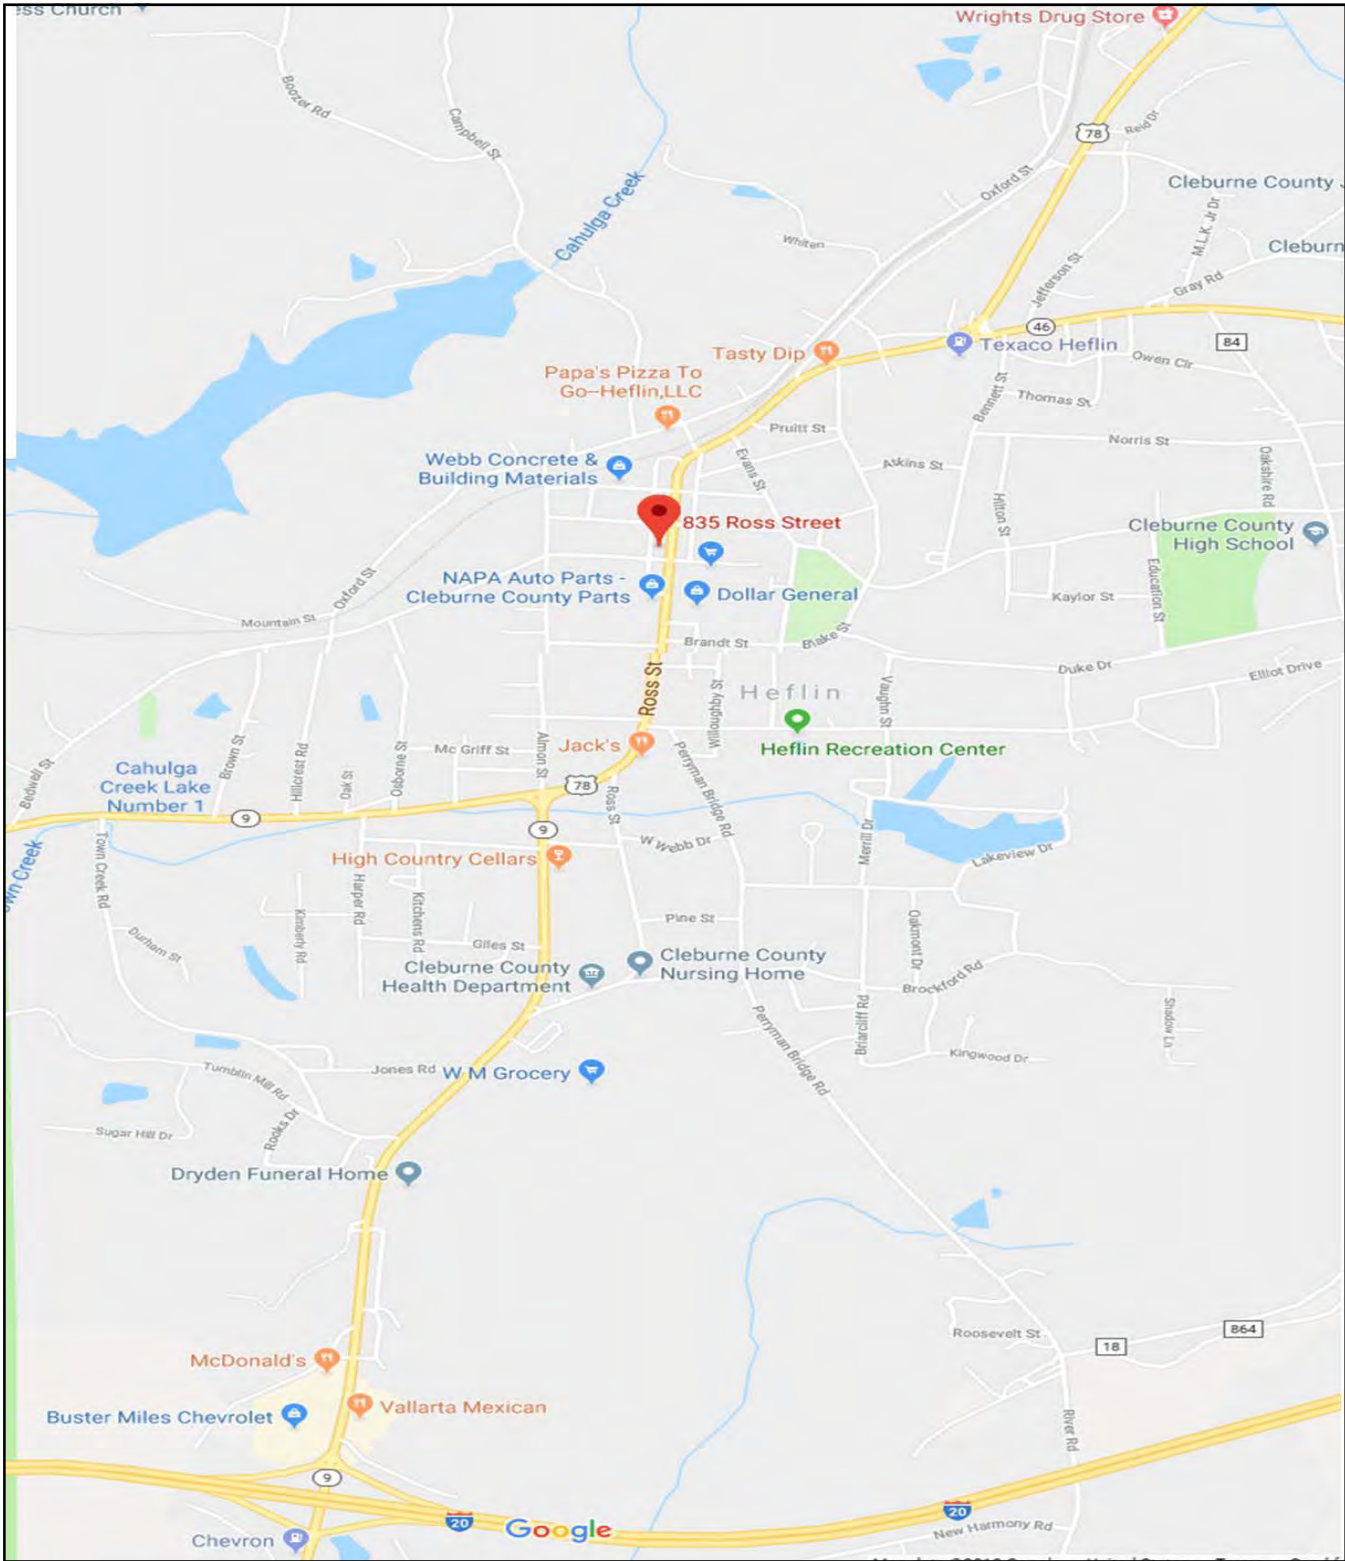 ess Church
Wrights Drug Store
Boozer Rd
Campbell St
78
Reid Dr
Oxford St
Cleburne County J
Cahulga Creek
M.L.K. Jr Dr
Whiten
Cleburn
Jefferson St
Gray Rd
46
Texaco Heflin
84
Tasty Dip
Owen Cir
Papa's Pizza To
Go--Heflin,LLC
Bennett St
Thomas St
Pruitt St
Norris St
Webb Concrete &
Building Materials
Evans St
Askins St
Oakshire Rd
Hilton St
835 Ross Street
Cleburne County
High School
NAPA Auto Parts -
Cleburne County Parts
Dollar General
Education St
Kaylor St
Oxford St
Mountain St
Brandt St
Blake St
Duke Dr
Elliot Drive
Ross St
Willoughby St
Heflin
Vaughn St
Heflin Recreation Center
Jack's
Almon St
Mc Griff St
Brown St
Hillcrest Rd
Oak St
Osborne St
Bedwell St
Cahulga
Creek Lake
Number 1
78
Perryman Bridge Rd
Ross St
9
9
W Webb Dr
Merrill Dr
Lakeview Dr
own Creek
Town Creek Rd
High Country Cellars
Harper Rd
Kitchens Rd
Kimberly Rd
Pine St
Oakmont Dr
Durham St
Giles St
Cleburne County
Health Department
Cleburne County
Nursing Home
Brockford Rd
Briarcliff Rd
Shadow Ln
Perryman Bridge Rd
Kingwood Dr
Tumblin Mill Rd
Jones Rd
W M Grocery
Rooks Dr
Sugar Hill Dr
Dryden Funeral Home
Roosevelt St
18
864
McDonald's
Buster Miles Chevrolet
Vallarta Mexican
River Rd
9
20
Google
20
New Harmony Rd
Chevron